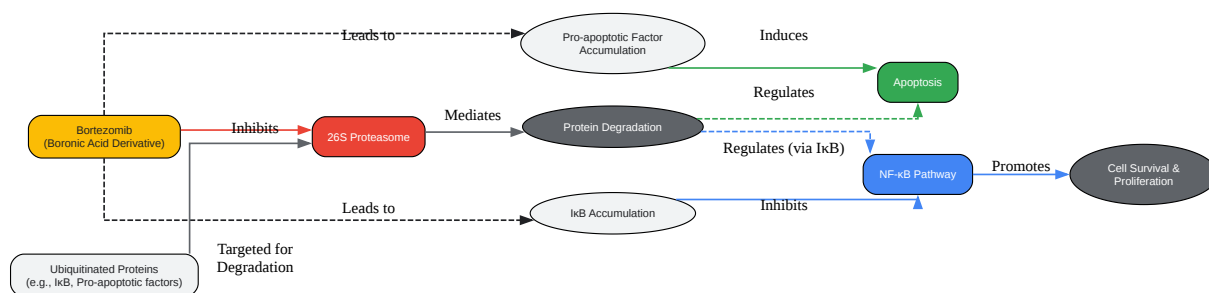 Leads to
Pro-apoptotic Factor
Accumulation
Induces
Apoptosis
Regulates
Bortezomib
(Boronic Acid Derivative)
Inhibits
26S Proteasome
Mediates
Protein Degradation
Regulates (via IκB)
NF-κB Pathway
Promotes
Cell Survival &
Proliferation
Leads to
IκB Accumulation
Inhibits
Targeted for
Degradation
Ubiquitinated Proteins
(e.g., IκB, Pro-apoptotic factors)